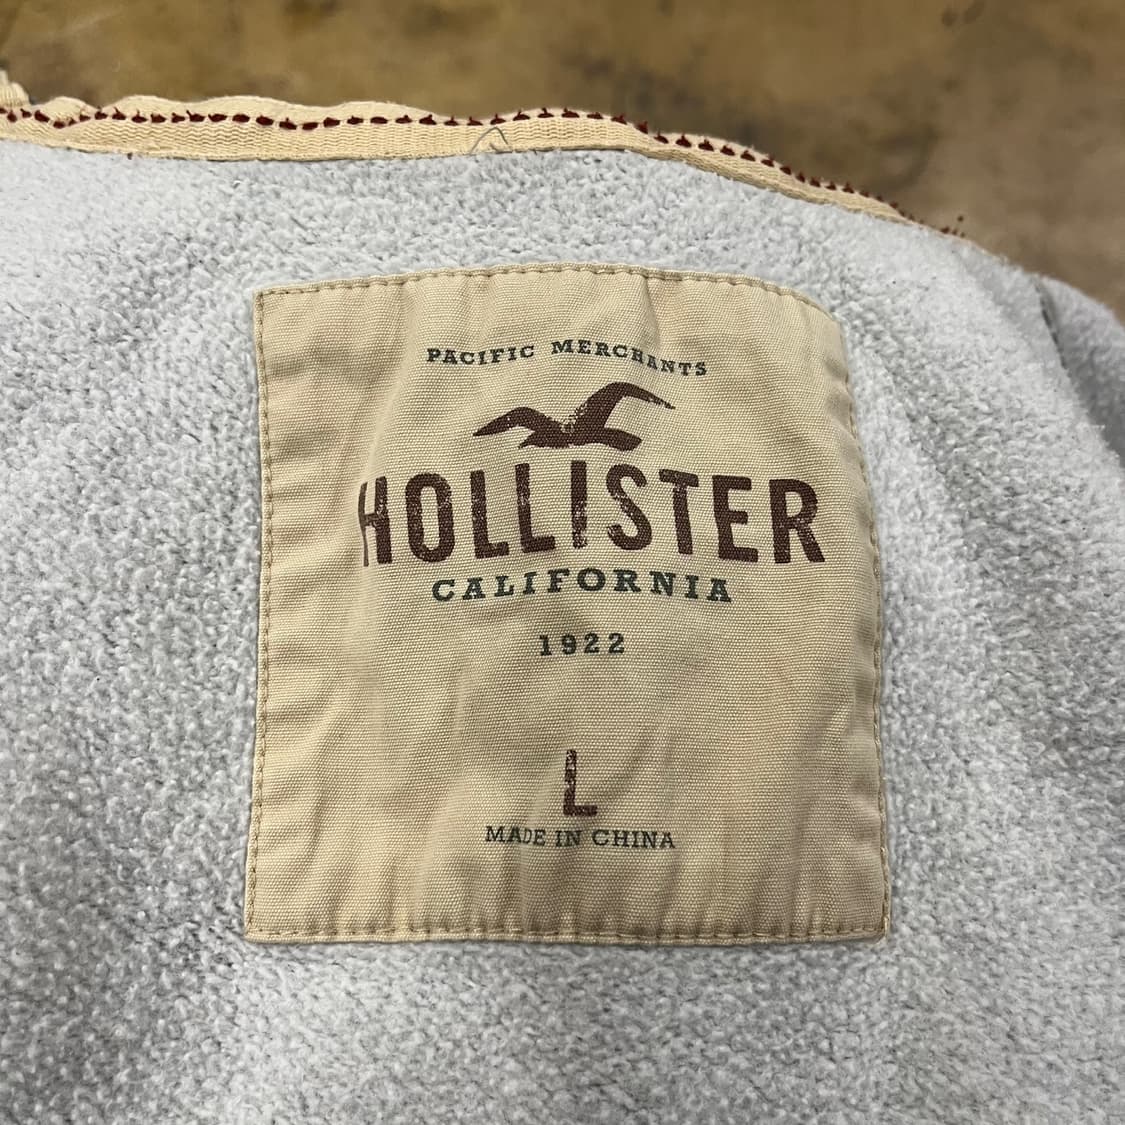 PACIFIC MERCHANTS
HOLLISTER
CALIFORNIA
1922
L
MADE IN CHINA